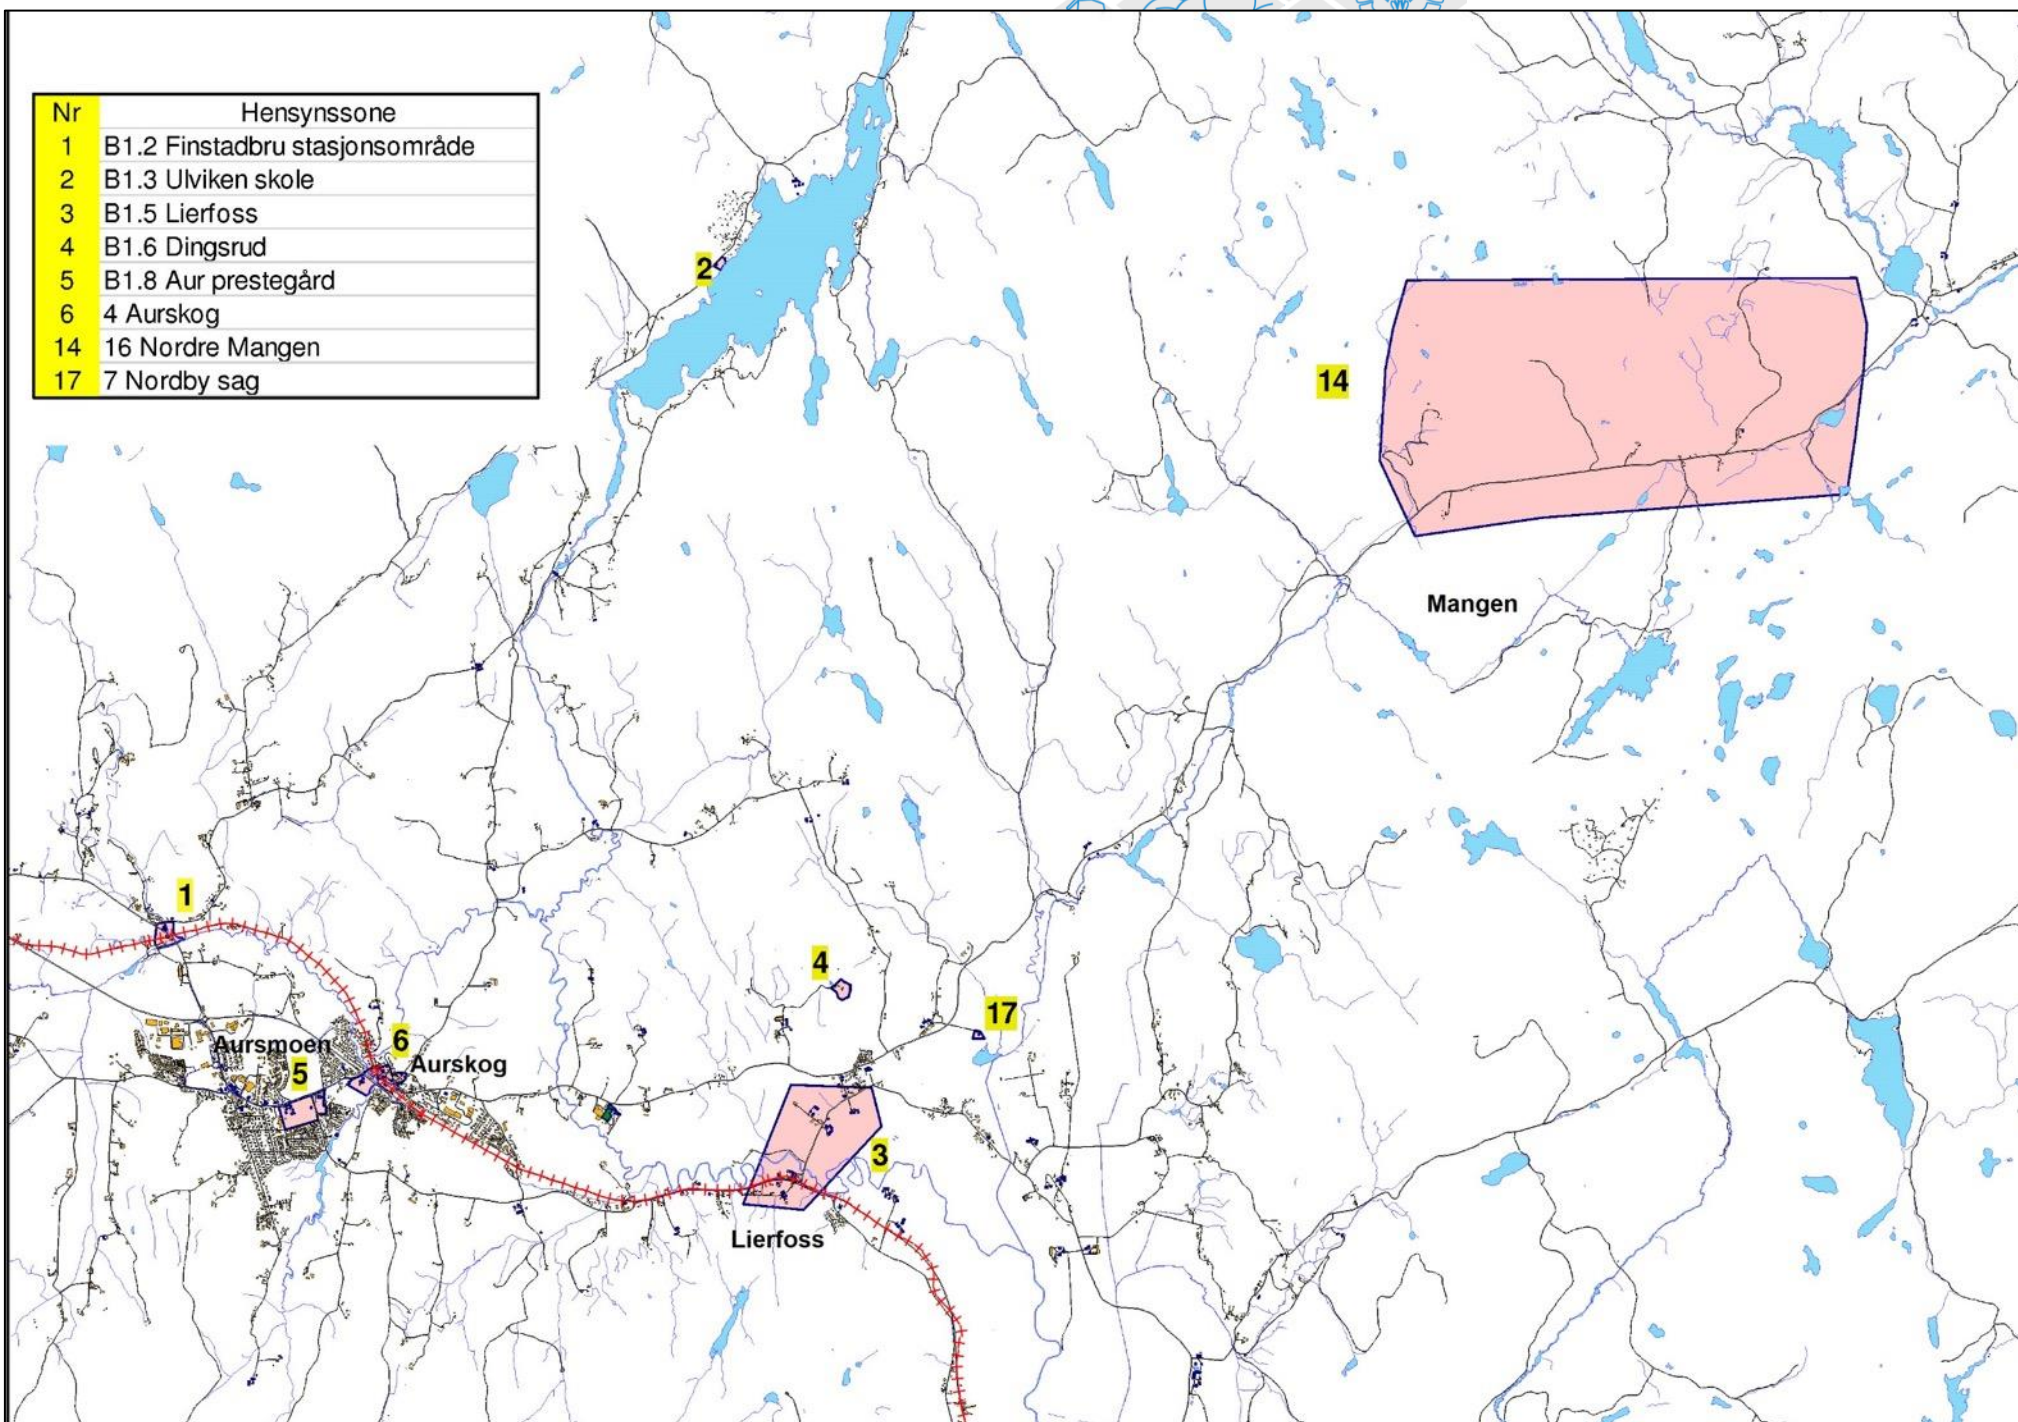 Nr Hensynssone
1 B1.2 Finstadbru stasjonsområde
2 B1.3 Ulviken skole
3 B1.5 Lierfoss
4 B1.6 Dingsrud
5 B1.8 Aur prestegård
6 4 Aurskog
14 16 Nordre Mangen
17 7 Nordby sag
2
14
Mangen
1
4
17
6
Aursmoen
Aurskog
5
3
Lierfoss